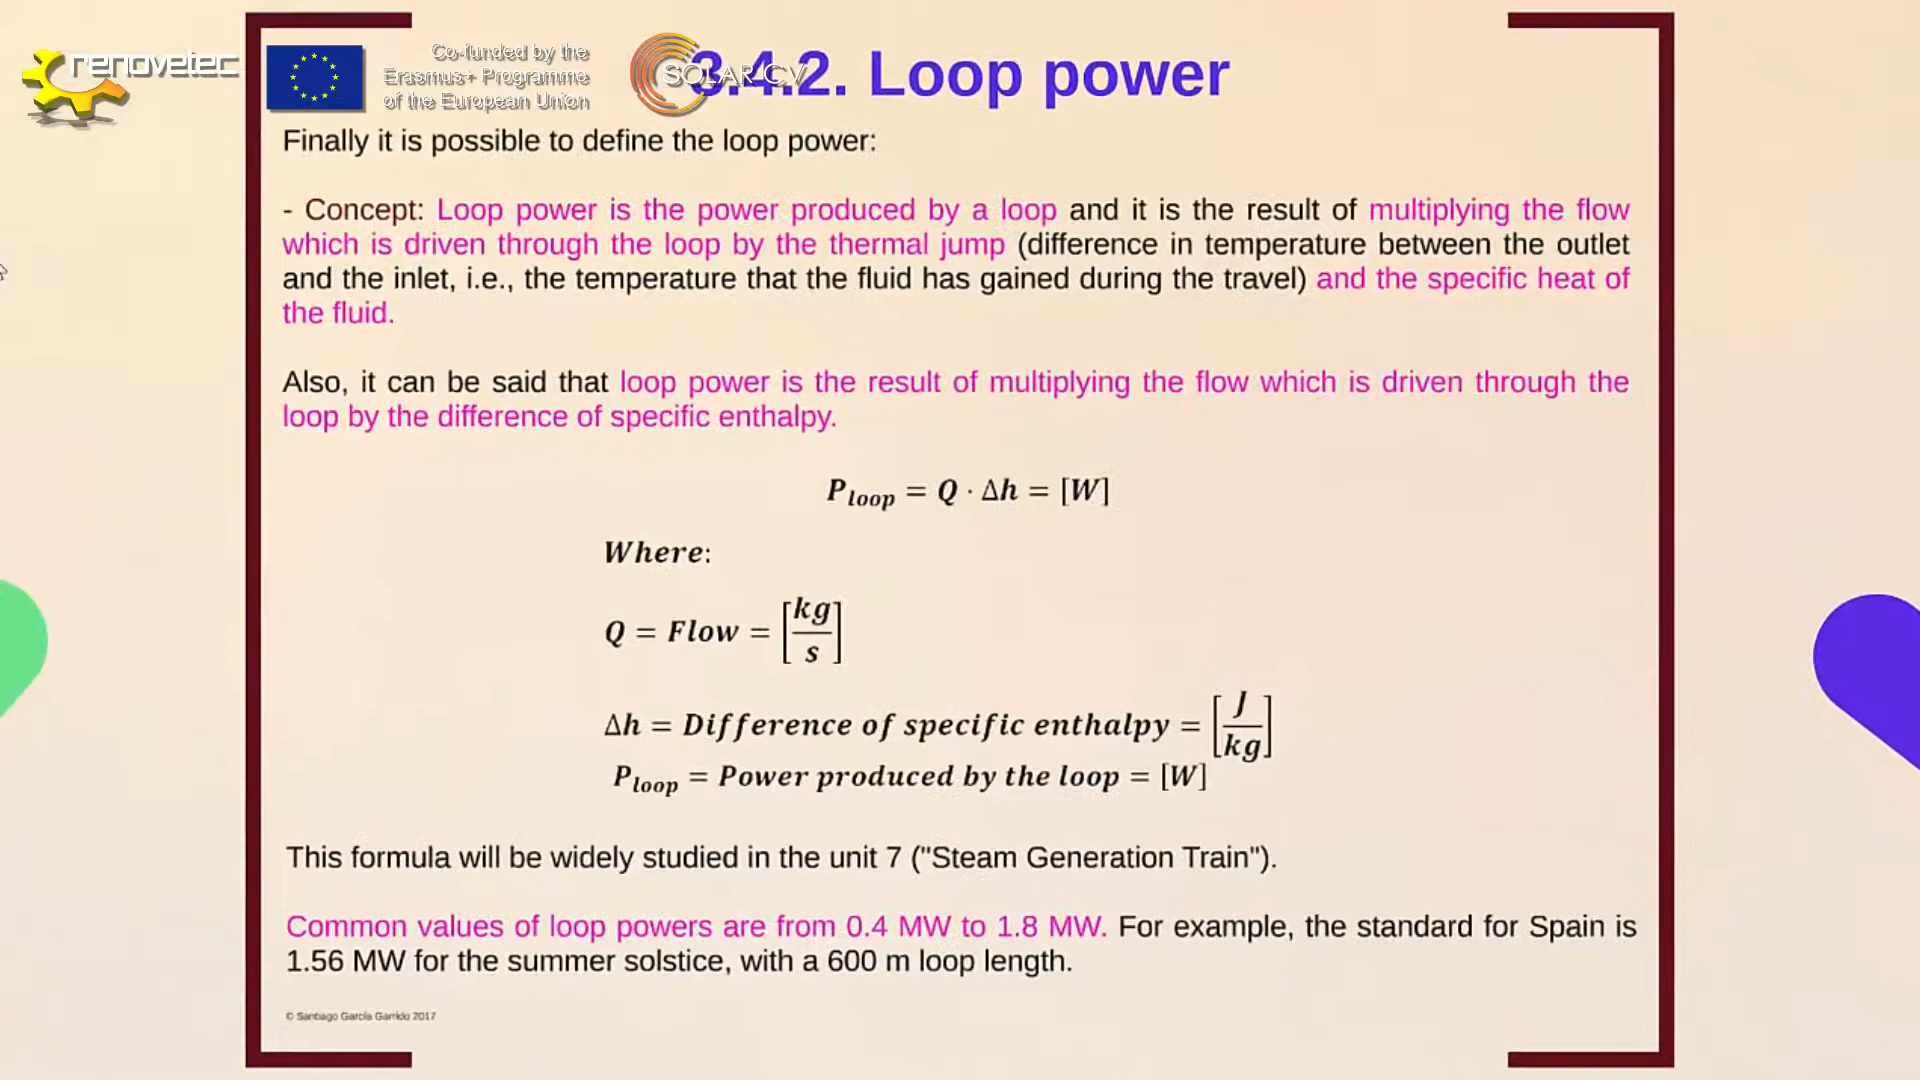 renovetec
Co-funded by the
Erasmus+ Programme
of the European Union
SOLAR CV
3.4.2. Loop power
Finally it is possible to define the loop power:
- Concept: Loop power is the power produced by a loop and it is the result of multiplying the flow
which is driven through the loop by the thermal jump (difference in temperature between the outlet
and the inlet, i.e., the temperature that the fluid has gained during the travel) and the specific heat of
the fluid.
Also, it can be said that loop power is the result of multiplying the flow which is driven through the
loop by the difference of specific enthalpy.
P_loop = Q · Δh = [W]
Where:
Q = Flow = [kg/s]
Δh = Difference of specific enthalpy = [J/kg]
P_loop = Power produced by the loop = [W]
This formula will be widely studied in the unit 7 ("Steam Generation Train").
Common values of loop powers are from 0.4 MW to 1.8 MW. For example, the standard for Spain is
1.56 MW for the summer solstice, with a 600 m loop length.
© Santiago García Garrido 2017